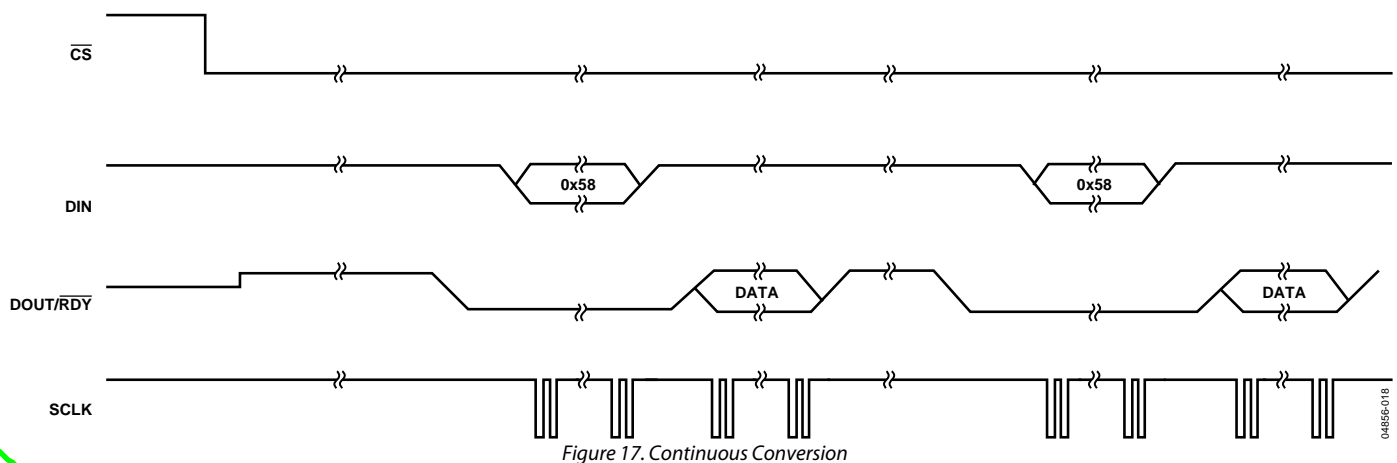 CS
DIN
0x58
0x58
DOUT/RDY
DATA
DATA
SCLK
Figure 17. Continuous Conversion
04856-018